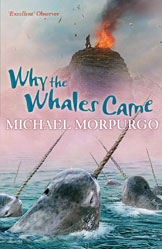 'Excellent' Observer
Why the
Whales Came
MICHAEL MORPURGO